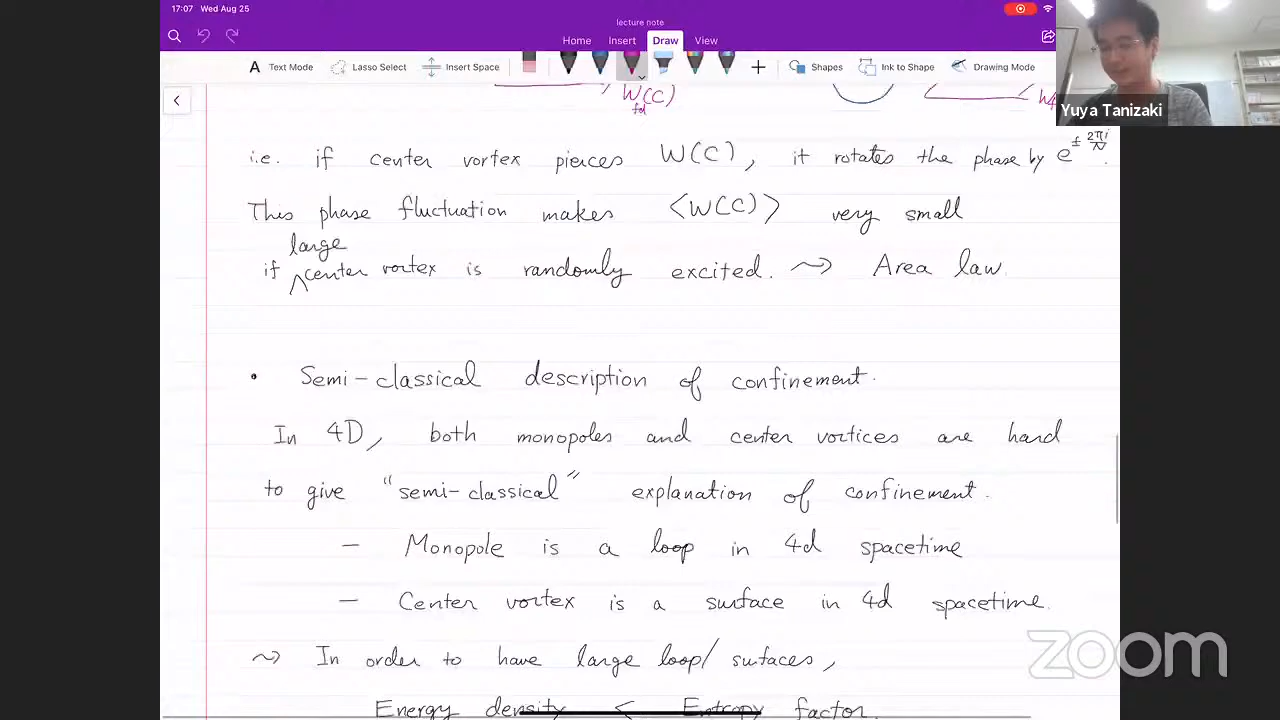 17:07 Wed Aug 25
lecture note
Home Insert Draw View
Text Mode Lasso Select Insert Space Shapes Ink to Shape Drawing Mode
W(C)
Yuya Tanizaki
i.e. if center vortex pierces W(C), it rotates the phase by e^{± 2πi/N}.
This phase fluctuation makes <W(C)> very small
large
if ∧ center vortex is randomly excited. ⇝ Area law.
• Semi-classical description of confinement.
In 4D, both monopoles and center vortices are hard
to give "semi-classical" explanation of confinement.
— Monopole is a loop in 4d spacetime
— Center vortex is a surface in 4d spacetime.
⇝ In order to have large loop/surfaces,
zoom
Energy density < Entropy factor.